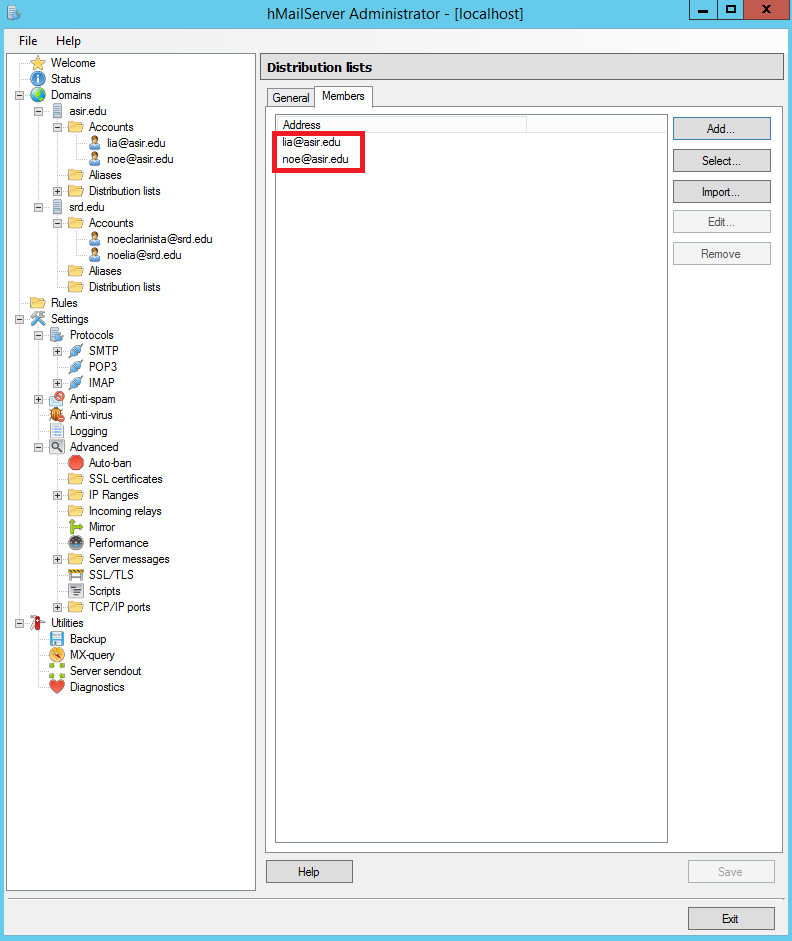 hMailServer Administrator - [localhost]
X
File Help
Welcome
Status
Domains
asir.edu
Accounts
lia@asir.edu
noe@asir.edu
Aliases
Distribution lists
srd.edu
Accounts
noeclarinista@srd.edu
noelia@srd.edu
Aliases
Distribution lists
Rules
Settings
Protocols
SMTP
POP3
IMAP
Anti-spam
Anti-virus
Logging
Advanced
Auto-ban
SSL certificates
IP Ranges
Incoming relays
Mirror
Performance
Server messages
SSL/TLS
Scripts
TCP/IP ports
Utilities
Backup
MX-query
Server sendout
Diagnostics
Distribution lists
General Members
Address
lia@asir.edu
noe@asir.edu
Add...
Select...
Import...
Edit...
Remove
Help
Save
Exit